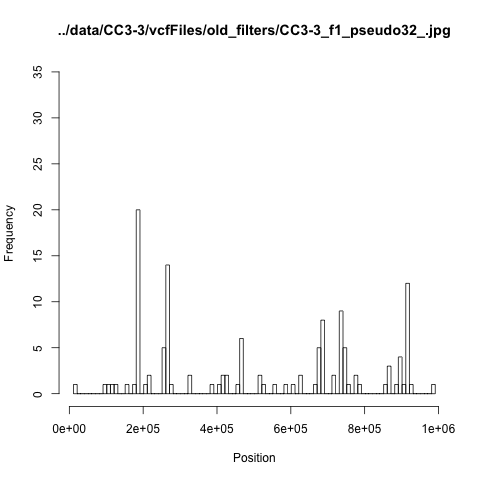 ../data/CC3-3/vcfFiles/old_filters/CC3-3_f1_pseudo32_.jpg
Frequency
35
30
25
20
15
10
5
0
0e+00 2e+05 4e+05 6e+05 8e+05 1e+06
Position